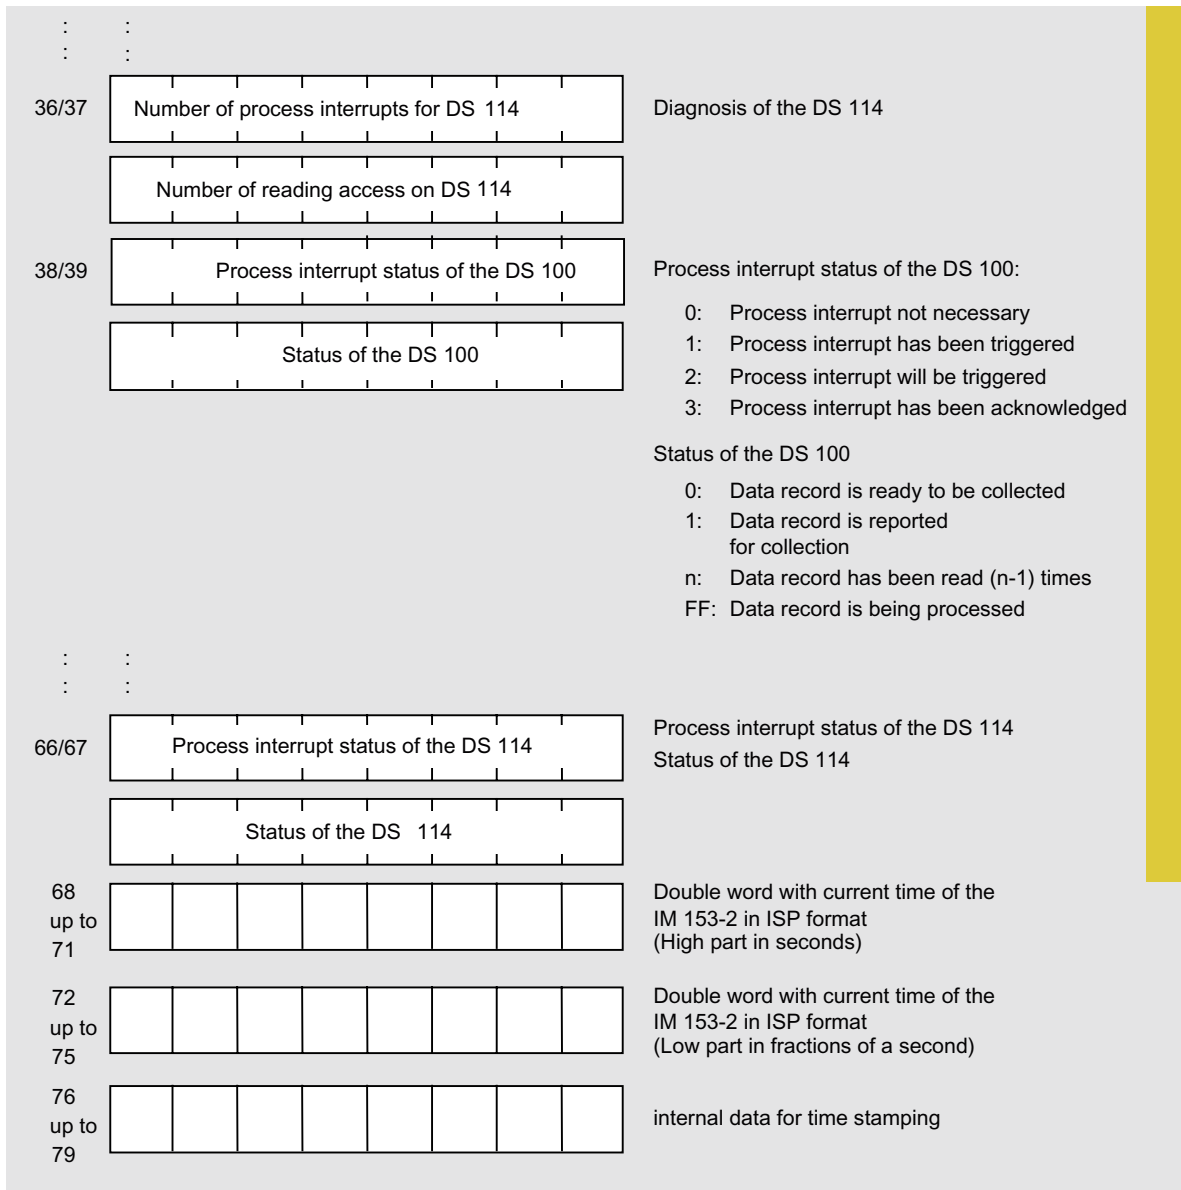 : :
: :
36/37 Number of process interrupts for DS 114 Diagnosis of the DS 114
Number of reading access on DS 114
38/39 Process interrupt status of the DS 100 Process interrupt status of the DS 100:
0: Process interrupt not necessary
1: Process interrupt has been triggered
Status of the DS 100
2: Process interrupt will be triggered
3: Process interrupt has been acknowledged
Status of the DS 100
0: Data record is ready to be collected
1: Data record is reported
for collection
n: Data record has been read (n-1) times
FF: Data record is being processed
: :
: :
66/67 Process interrupt status of the DS 114 Process interrupt status of the DS 114
Status of the DS 114
Status of the DS 114
68
up to
71
Double word with current time of the
IM 153-2 in ISP format
(High part in seconds)
72
up to
75
Double word with current time of the
IM 153-2 in ISP format
(Low part in fractions of a second)
76
up to
79
internal data for time stamping